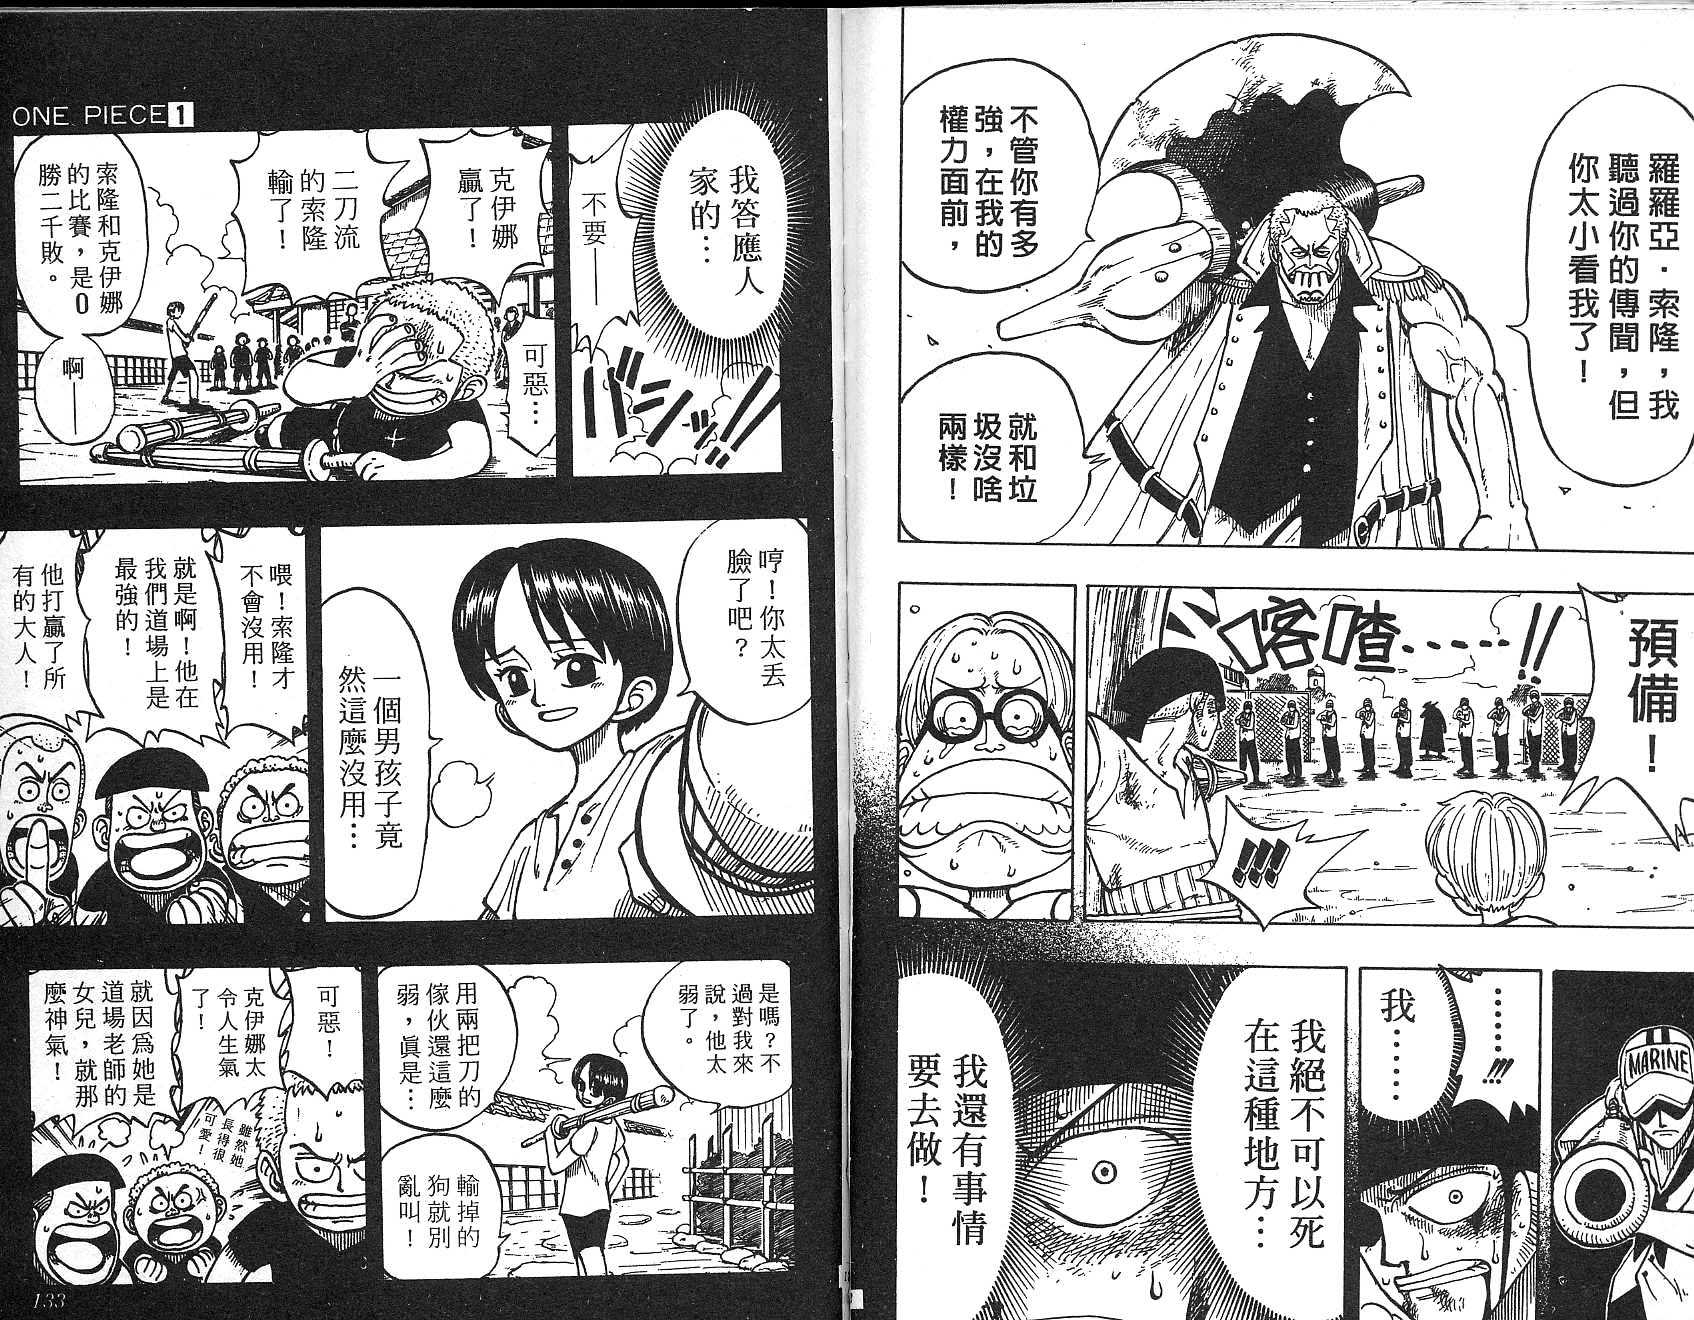 羅羅亞·索隆，我
聽過你的傳聞，但
你太小看我了！
不管你有多
強，在我的
權力面前，
就和垃
圾沒啥
兩樣！
預備！
喀喳……!!
!!!!
MARINE
……!!!
我……
我絕不可以死
在這種地方…
我還有事情
要去做！
ONE PIECE 1
我答應人
家的…
不要——
克伊娜
贏了！
二刀流
的索隆
輸了！
可惡…
索隆和克伊娜
的比賽，是0
勝二千敗。
啊——
哼！你太丟
臉了吧？
一個男孩子竟
然這麼沒用…
喂！索隆才
不會沒用！
就是啊！他在
我們道場上是
最強的！
他打贏了所
有的大人！
是嗎？不
過對我來
說，他太
弱了。
用兩把刀的
傢伙還這麼
弱，眞是…
輸掉的
狗就別
亂叫！
可惡！
克伊娜太
令人生氣
了！
雖然她
長得很
可愛！
就因爲她是
道場老師的
女兒，就那
麼神氣！
133